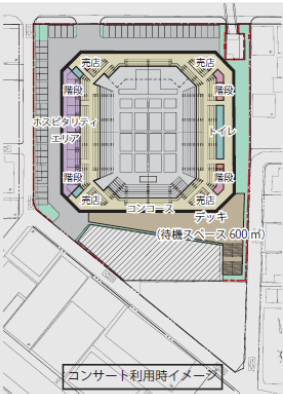 売店
売店
階段
階段
ホスピタリティ
エリア
トイレ
階段
階段
売店
売店
コンコース
デッキ
(待機スペース 600 ㎡)
コンサート利用時イメージ